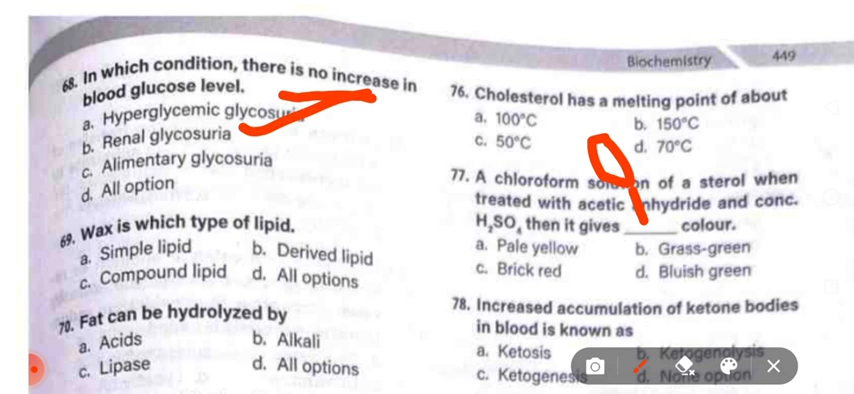 Biochemistry 449
68. In which condition, there is no increase in
blood glucose level.
a. Hyperglycemic
b. Renal glycosuria
c. Alimentary glycosuria
d. All option
69. Wax is which type of lipid.
a. Simple lipid b. Derived lipid
c. Compound lipid d. All options
70. Fat can be hydrolyzed by
a. Acids b. Alkali
c. Lipase d. All options
76. Cholesterol has a melting point of about
a. 100°C b. 150°C
c. 50°C d. 70°C
77. A chloroform solution of a sterol when
treated with acetic anhydride and conc.
H₂SO₄ then it gives ______ colour.
a. Pale yellow b. Grass-green
c. Brick red d. Bluish green
78. Increased accumulation of ketone bodies
in blood is known as
a. Ketosis b. Ketogenalysis
c. Ketogenesis d. None option